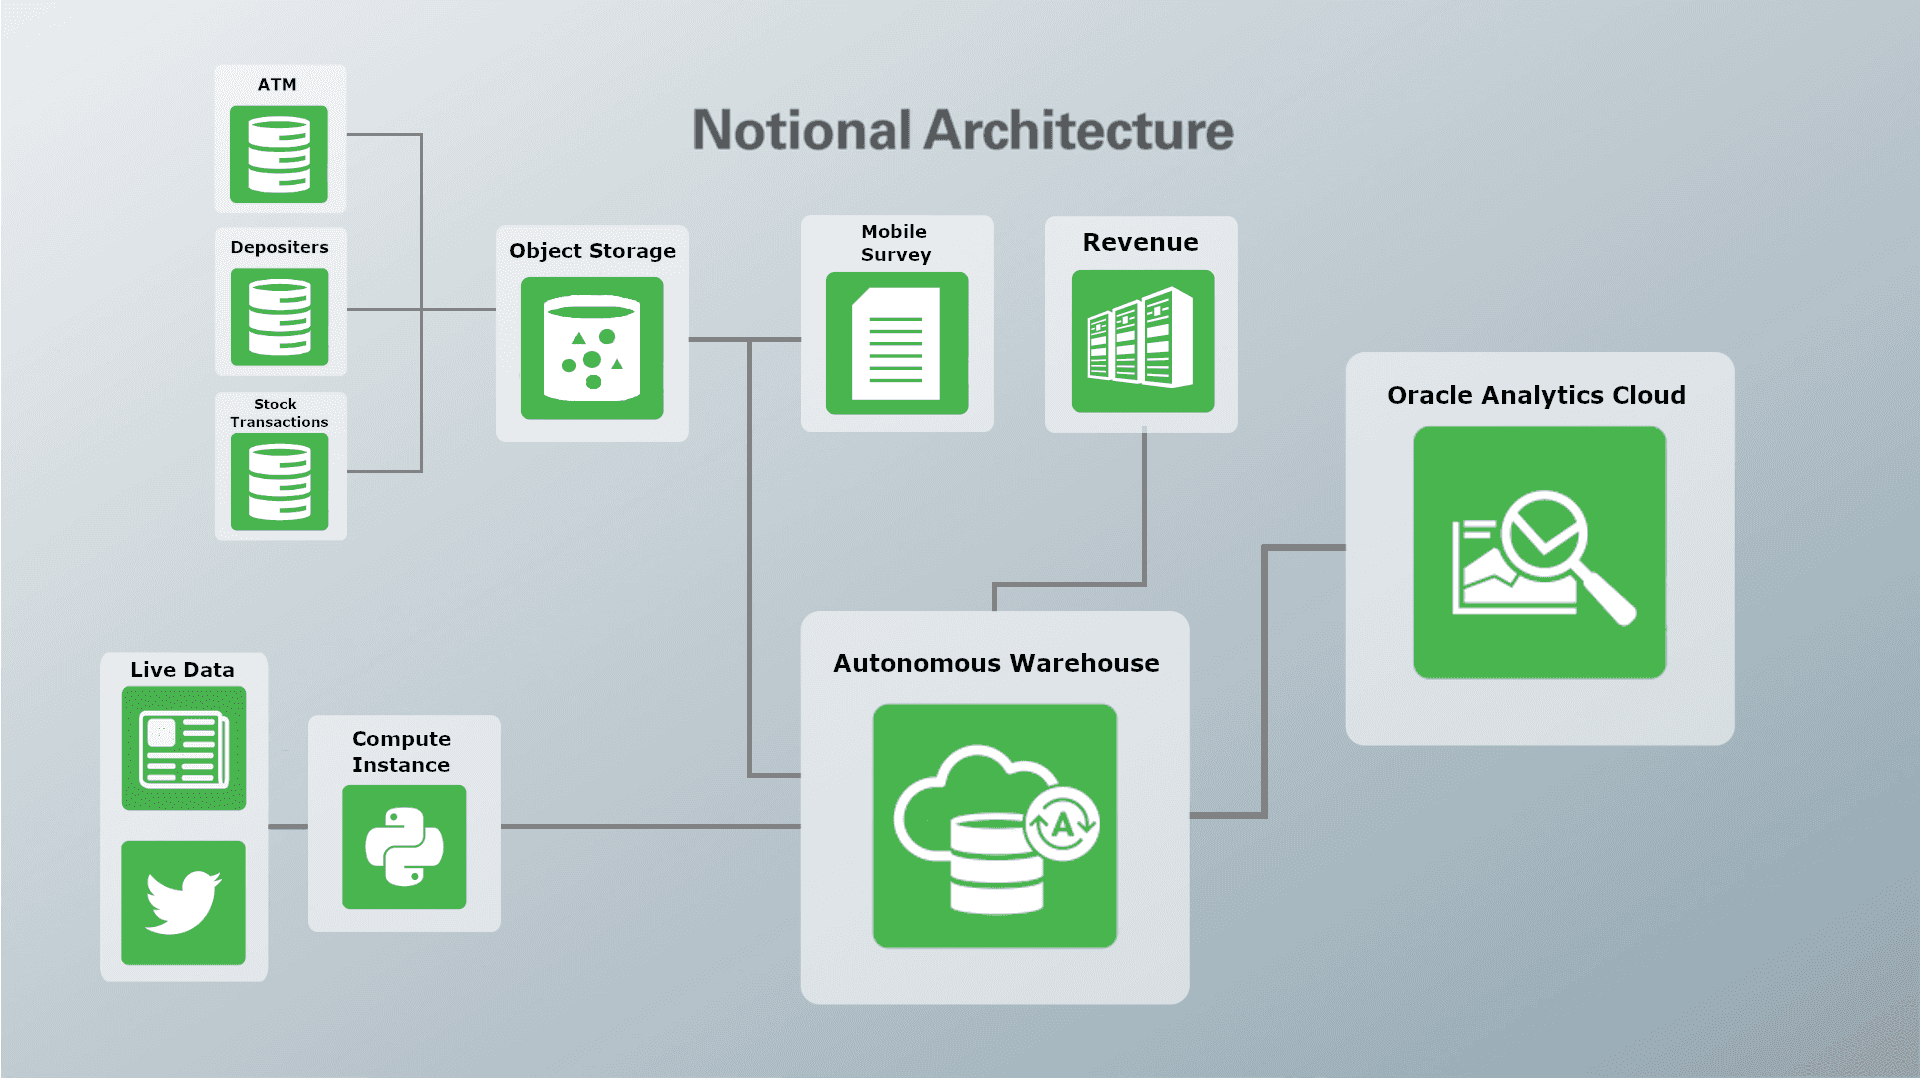 Notional Architecture
ATM
Depositers
Stock
Transactions
Object Storage
Mobile
Survey
Revenue
Oracle Analytics Cloud
Live Data
Compute
Instance
Autonomous Warehouse
A